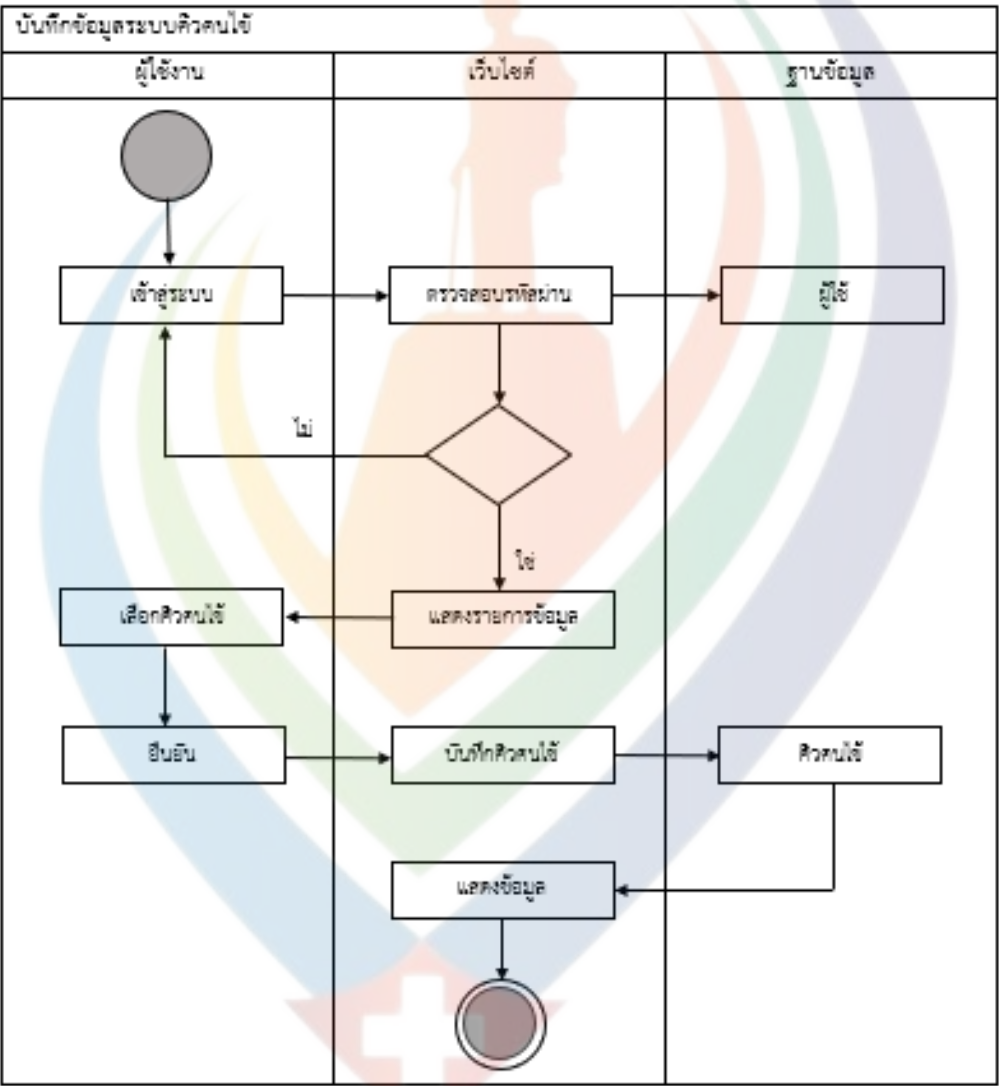 บันทึกข้อมูลระบบคิวคนไข้
ผู้ใช้งาน
เว็บไซต์
ฐานข้อมูล
เข้าสู่ระบบ
ตรวจสอบรหัสผ่าน
ผู้ใช้
ไม่
ใช่
เลือกคิวคนไข้
แสดงรายการข้อมูล
ยืนยัน
บันทึกคิวคนไข้
คิวคนไข้
แสดงข้อมูล